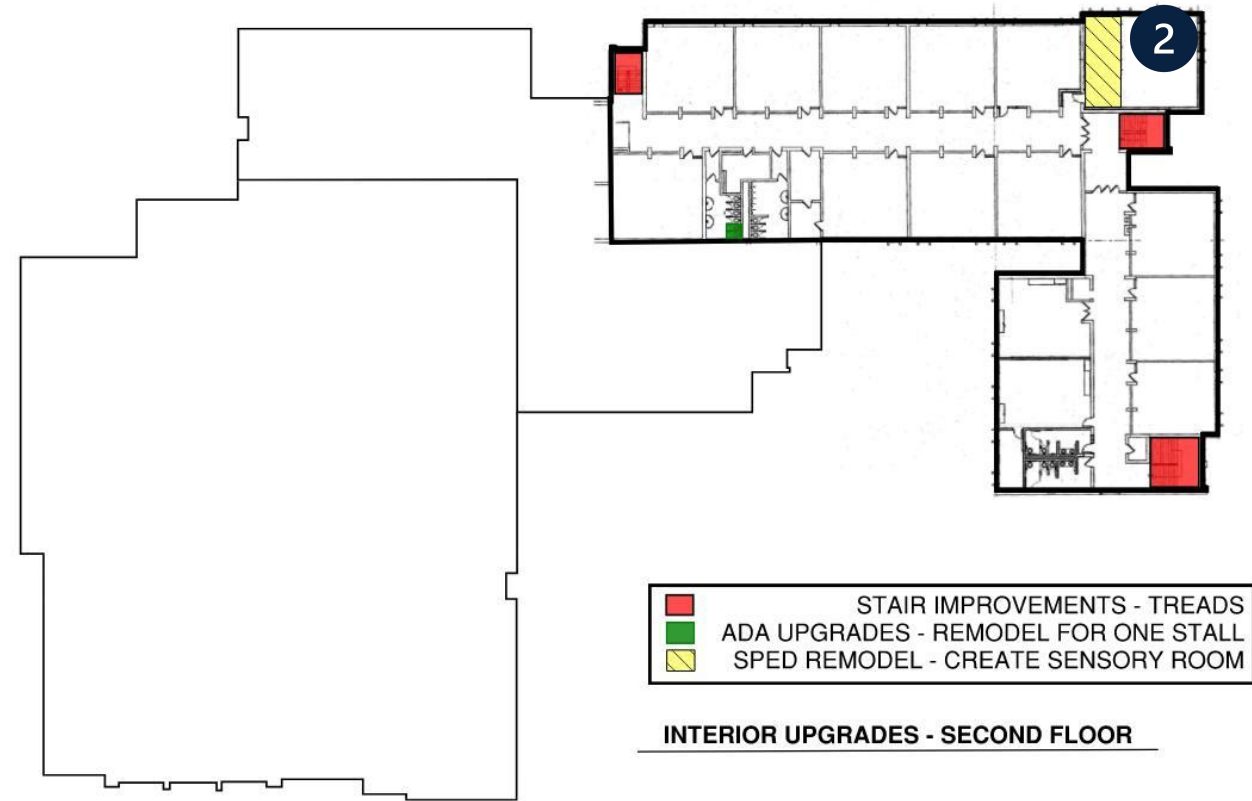 2
STAIR IMPROVEMENTS - TREADS
ADA UPGRADES - REMODEL FOR ONE STALL
SPED REMODEL - CREATE SENSORY ROOM
INTERIOR UPGRADES - SECOND FLOOR